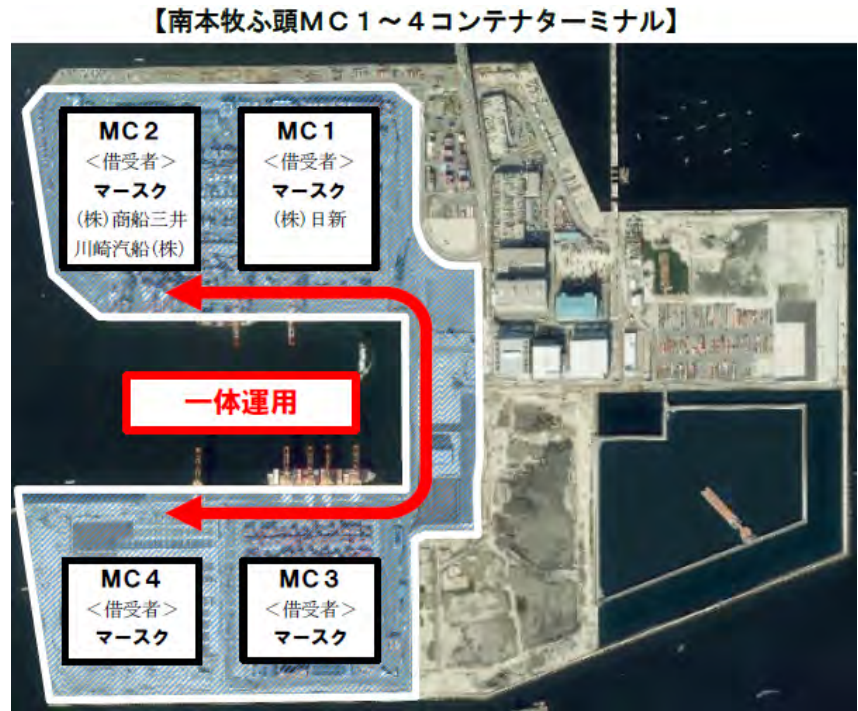 【南本牧ふ頭MC1～4コンテナターミナル】
MC2
＜借受者＞
マースク
(株)商船三井
川崎汽船(株)
MC1
＜借受者＞
マースク
(株)日新
一体運用
MC4
＜借受者＞
マースク
MC3
＜借受者＞
マースク